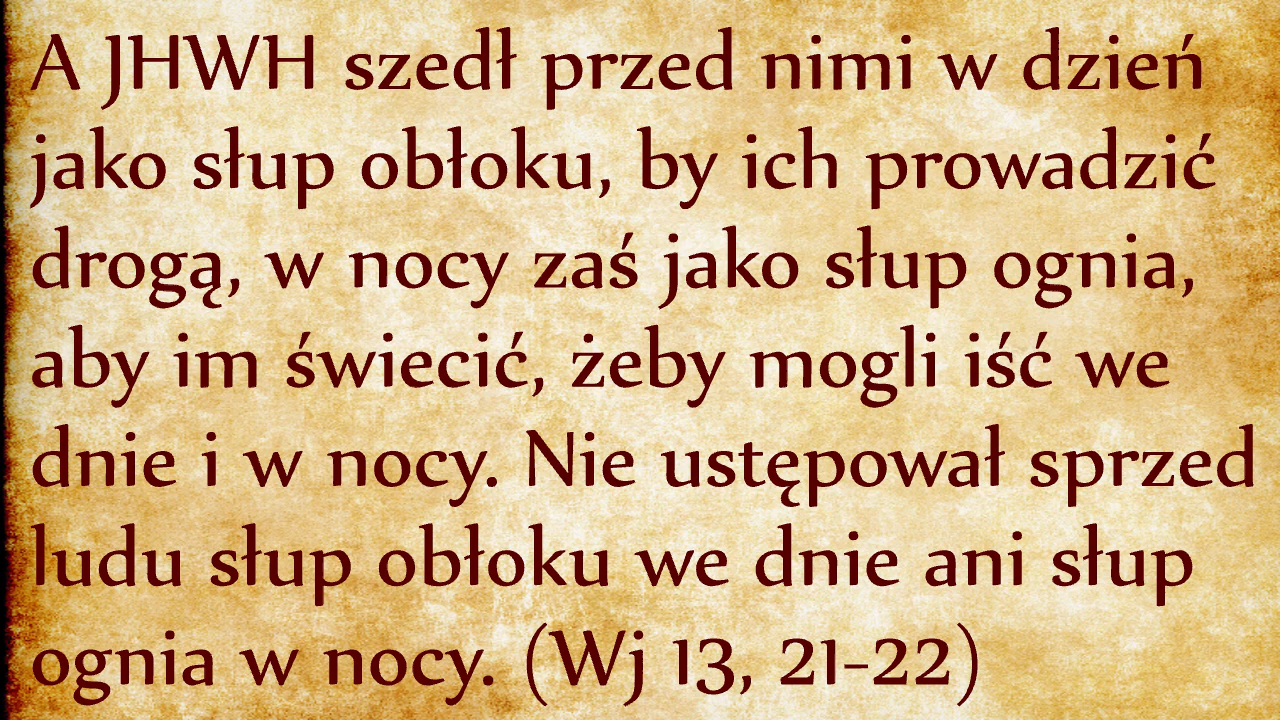 A JHWH szedł przed nimi w dzień
jako słup obłoku, by ich prowadzić
drogą, w nocy zaś jako słup ognia,
aby im świecić, żeby mogli iść we
dnie i w nocy. Nie ustępował sprzed
ludu słup obłoku we dnie ani słup
ognia w nocy. (Wj 13, 21-22)